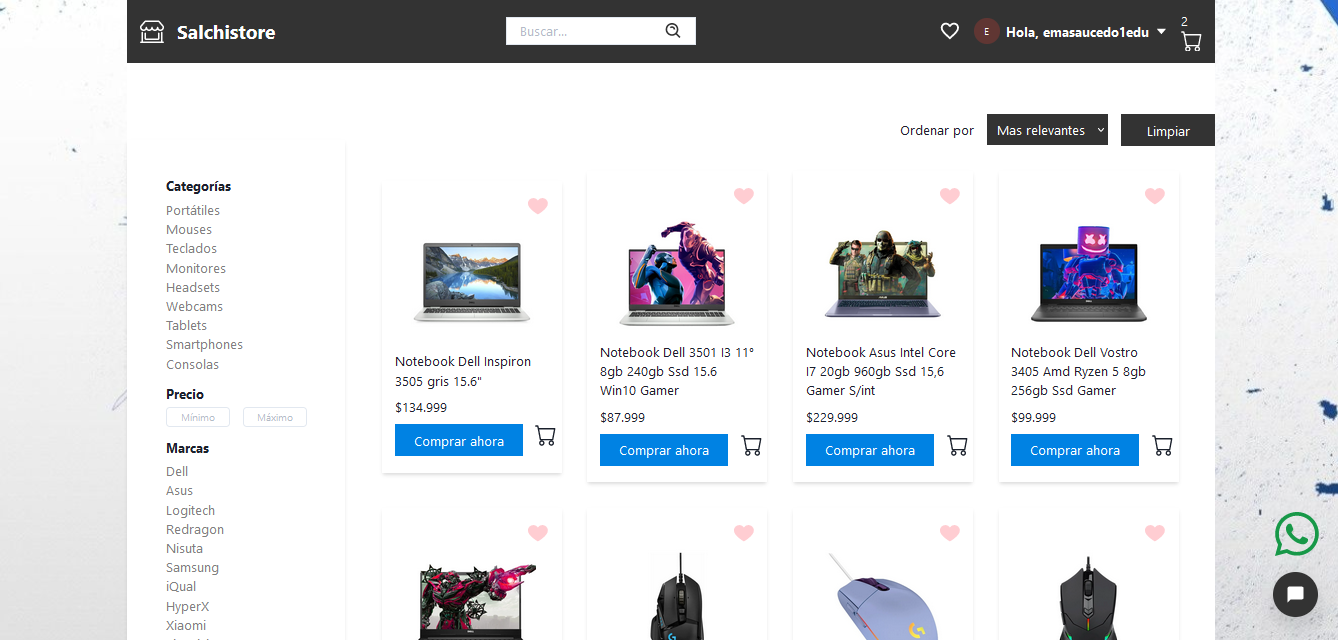 Salchistore
Buscar...
E
Hola, emasaucedo1edu
2
Ordenar por
Mas relevantes
Limpiar
Categorías
Portátiles
Mouses
Teclados
Monitores
Headsets
Webcams
Tablets
Smartphones
Consolas
Precio
Mínimo
Máximo
Marcas
Dell
Asus
Logitech
Redragon
Nisuta
Samsung
iQual
HyperX
Xiaomi
Notebook Dell Inspiron
3505 gris 15.6"
$134.999
Comprar ahora
Notebook Dell 3501 I3 11°
8gb 240gb Ssd 15.6
Win10 Gamer
$87.999
Comprar ahora
Notebook Asus Intel Core
I7 20gb 960gb Ssd 15,6
Gamer S/int
$229.999
Comprar ahora
Notebook Dell Vostro
3405 Amd Ryzen 5 8gb
256gb Ssd Gamer
$99.999
Comprar ahora